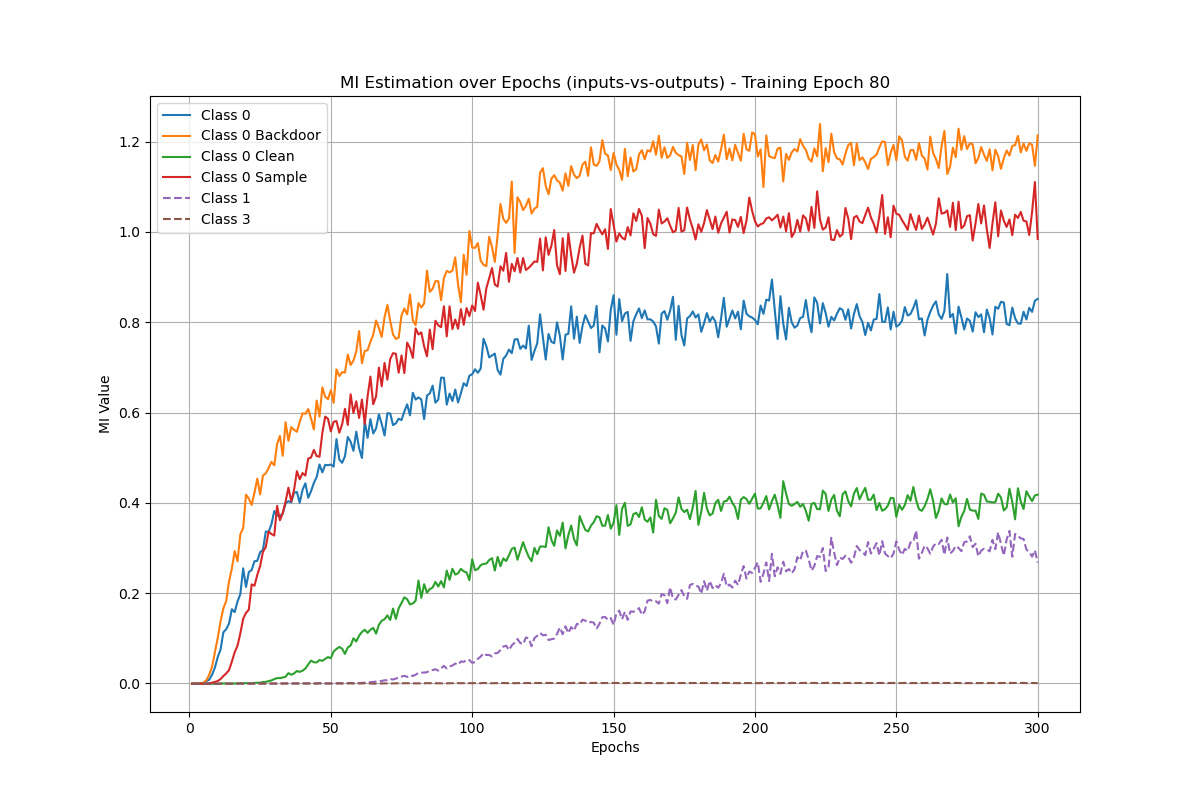 MI Estimation over Epochs (inputs-vs-outputs) - Training Epoch 80
Class 0
Class 0 Backdoor
Class 0 Clean
Class 0 Sample
Class 1
Class 3
MI Value
1.2
1.0
0.8
0.6
0.4
0.2
0.0
0 50 100 150 200 250 300
Epochs